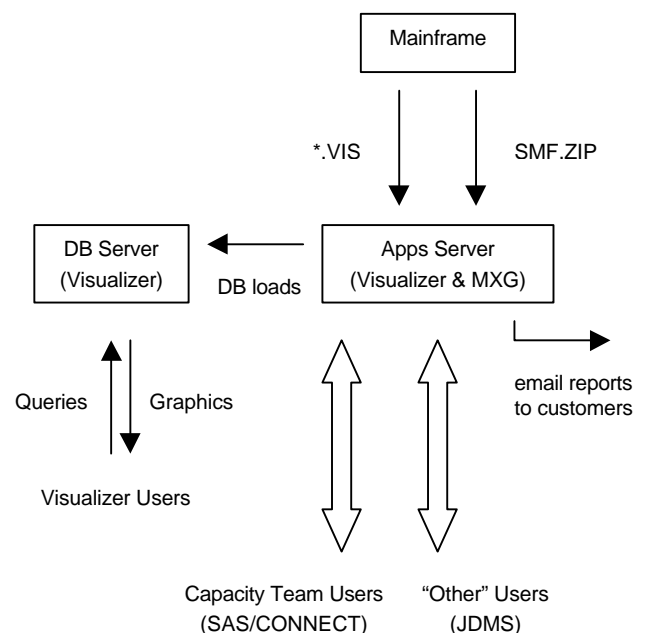 Mainframe
*.VIS
SMF.ZIP
DB Server
(Visualizer)
Apps Server
(Visualizer & MXG)
DB loads
email reports
to customers
Queries
Graphics
Visualizer Users
Capacity Team Users
(SAS/CONNECT)
“Other” Users
(JDMS)